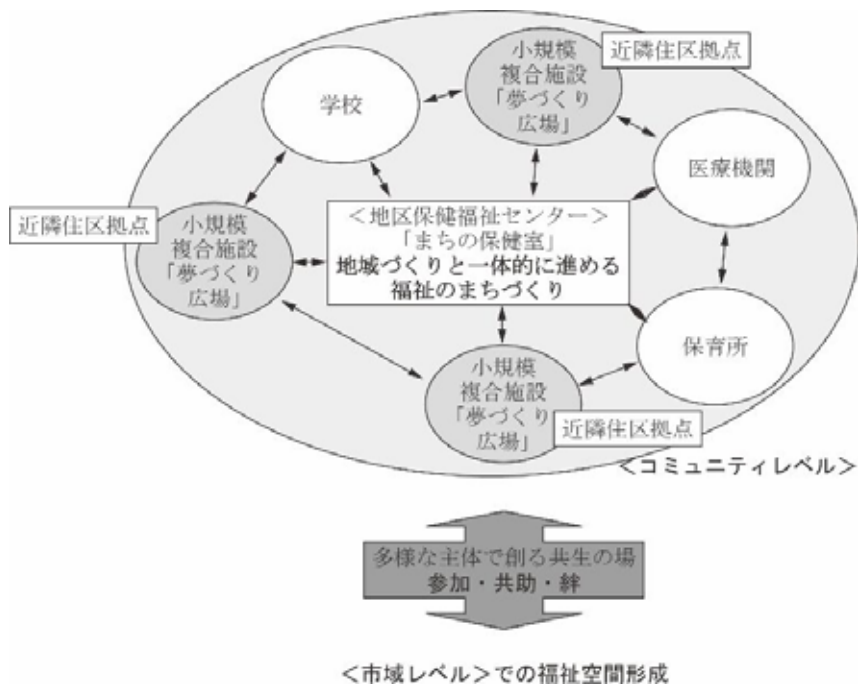 小規模
複合施設
「夢づくり
広場」
近隣住区拠点
学校
医療機関
近隣住区拠点
小規模
複合施設
「夢づくり
広場」
＜地区保健福祉センター＞
「まちの保健室」
地域づくりと一体的に進める
福祉のまちづくり
保育所
小規模
複合施設
「夢づくり
広場」
近隣住区拠点
＜コミュニティレベル＞
多様な主体で創る共生の場
参加・共助・絆
＜市域レベル＞での福祉空間形成